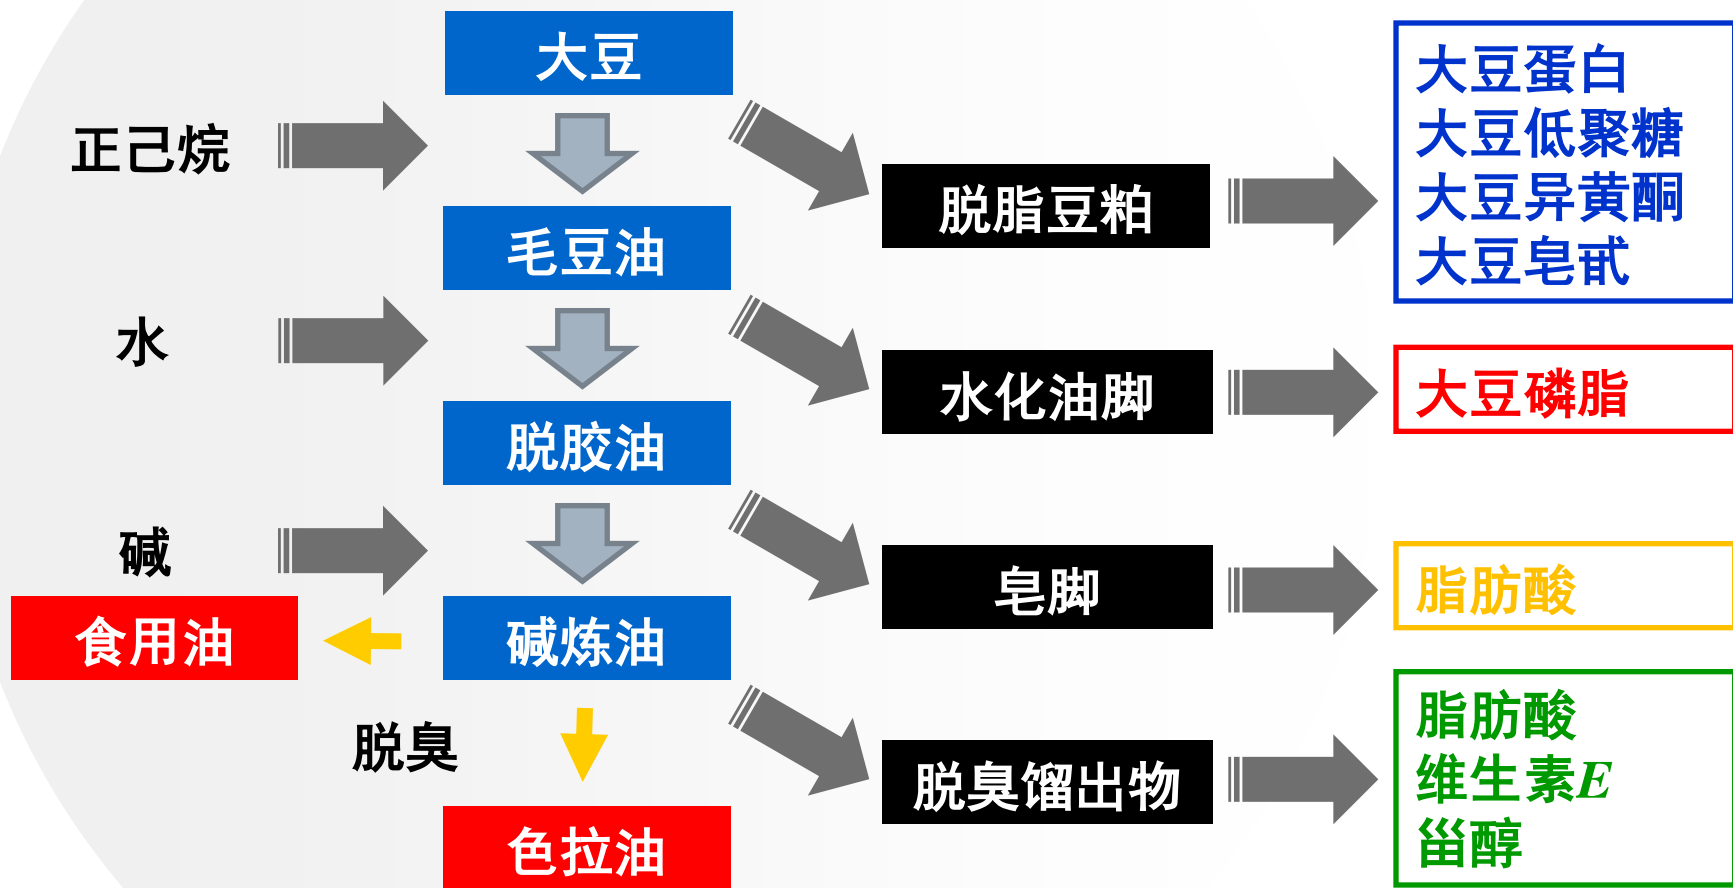 大豆
正己烷
毛豆油
水
脱胶油
碱
碱炼油
食用油
脱臭
色拉油
脱脂豆粕
水化油脚
皂脚
脱臭馏出物
大豆蛋白
大豆低聚糖
大豆异黄酮
大豆皂甙
大豆磷脂
脂肪酸
脂肪酸
维生素E
甾醇